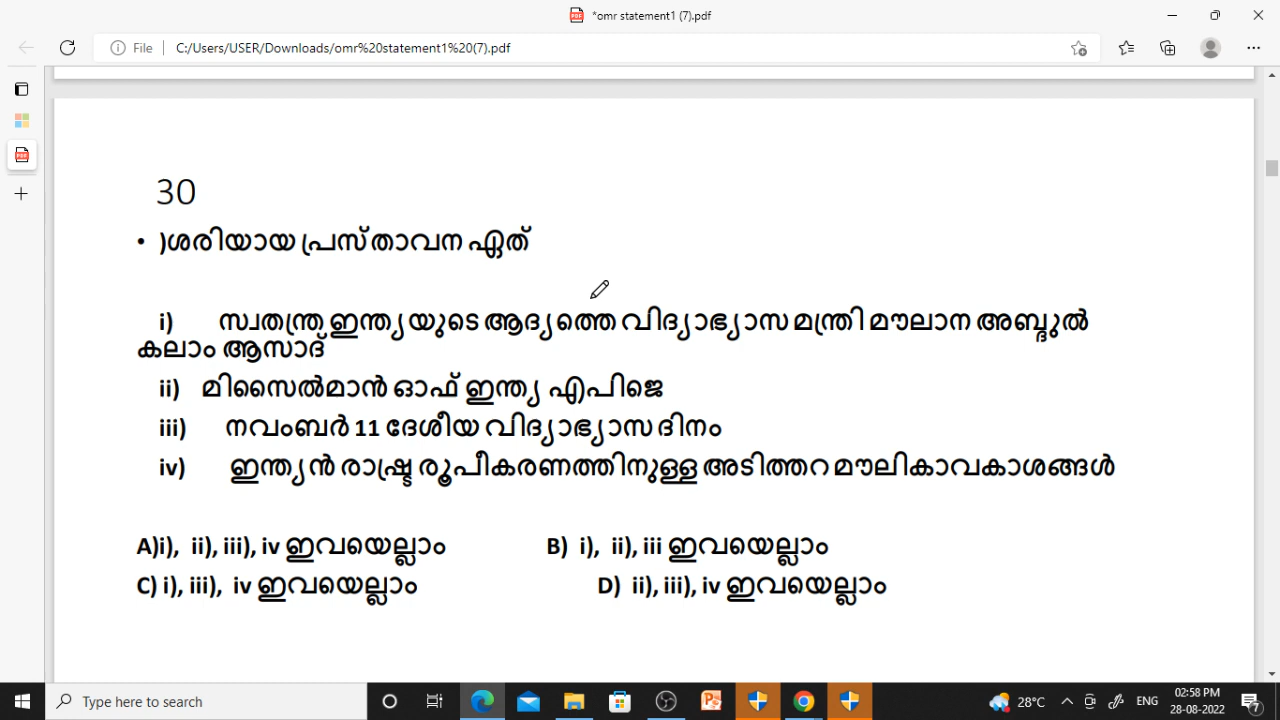 *omr statement1 (7).pdf
File
C:/Users/USER/Downloads/omr%20statement1%20(7).pdf
30
• )ശരിയായ പ്രസ്താവന ഏത്
i) സ്വതന്ത്ര ഇന്ത്യയുടെ ആദ്യത്തെ വിദ്യാഭ്യാസ മന്ത്രി മൗലാന അബ്ദുൽ
കലാം ആസാദ്
ii) മിസൈൽമാൻ ഓഫ് ഇന്ത്യ എപിജെ
iii) നവംബർ 11 ദേശീയ വിദ്യാഭ്യാസ ദിനം
iv) ഇന്ത്യൻ രാഷ്ട്ര രൂപീകരണത്തിനുള്ള അടിത്തറ മൗലികാവകാശങ്ങൾ
A)i), ii), iii), iv ഇവയെല്ലാം B) i), ii), iii ഇവയെല്ലാം
C) i), iii), iv ഇവയെല്ലാം D) ii), iii), iv ഇവയെല്ലാം
Type here to search
28°C
ENG
02:58 PM
28-08-2022
7